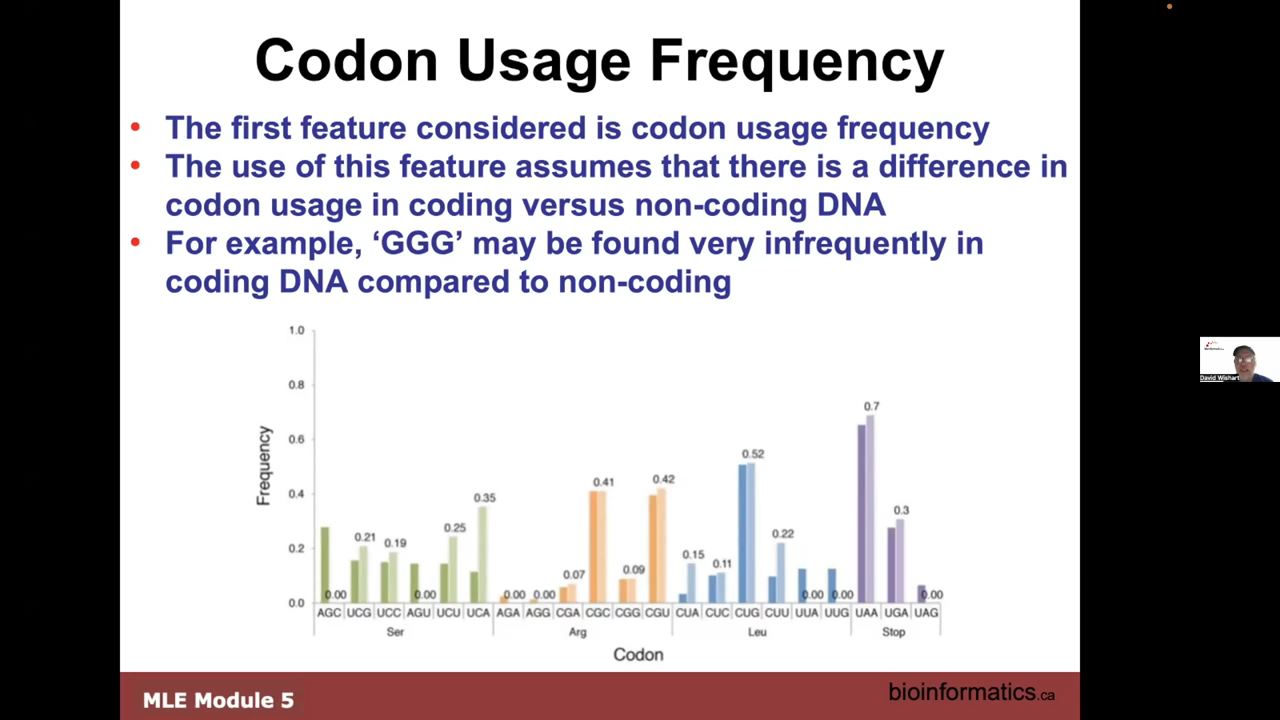 Codon Usage Frequency
• The first feature considered is codon usage frequency
• The use of this feature assumes that there is a difference in
codon usage in coding versus non-coding DNA
• For example, ‘GGG’ may be found very infrequently in
coding DNA compared to non-coding
1.0
0.8
0.6
0.4
0.2
0.0
Frequency
0.00 0.21 0.19 0.00 0.25 0.35 0.00 0.00 0.07 0.41 0.09 0.42 0.15 0.11 0.52 0.22 0.00 0.00 0.7 0.3 0.00
AGC UCG UCC AGU UCU UCA AGA AGG CGA CGC CGG CGU CUA CUC CUG CUU UUA UUG UAA UGA UAG
Ser Arg Leu Stop
Codon
MLE Module 5
bioinformatics.ca
David Wishart